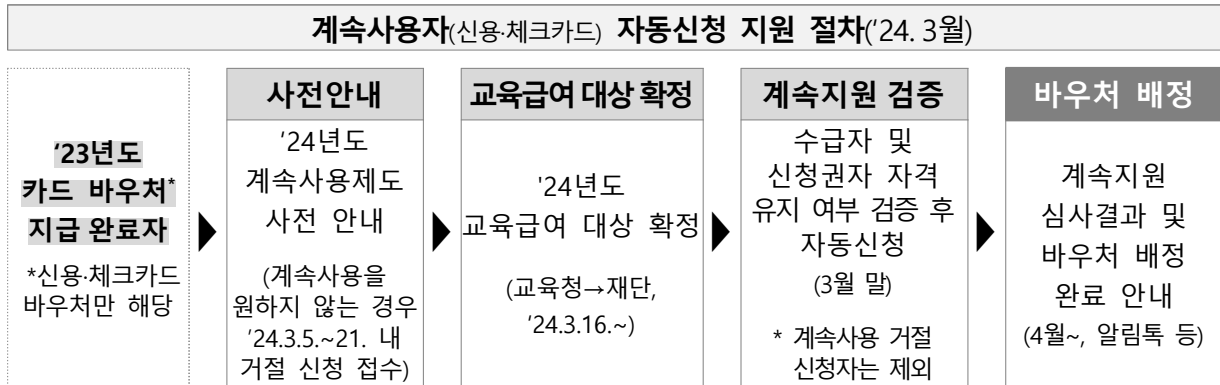 계속사용자(신용·체크카드) 자동신청 지원 절차(‘24. 3월)
‘23년도
카드 바우처*
지급 완료자
*신용·체크카드
바우처만 해당
사전안내
‘24년도
계속사용제도
사전 안내
(계속사용을
원하지 않는 경우
‘24.3.5.~21. 내
거절 신청 접수)
교육급여 대상 확정
'24년도
교육급여 대상 확정
(교육청→재단,
‘24.3.16.~)
계속지원 검증
수급자 및
신청권자 자격
유지 여부 검증 후
자동신청
(3월 말)
* 계속사용 거절
신청자는 제외
바우처 배정
계속지원
심사결과 및
바우처 배정
완료 안내
(4월~, 알림톡 등)